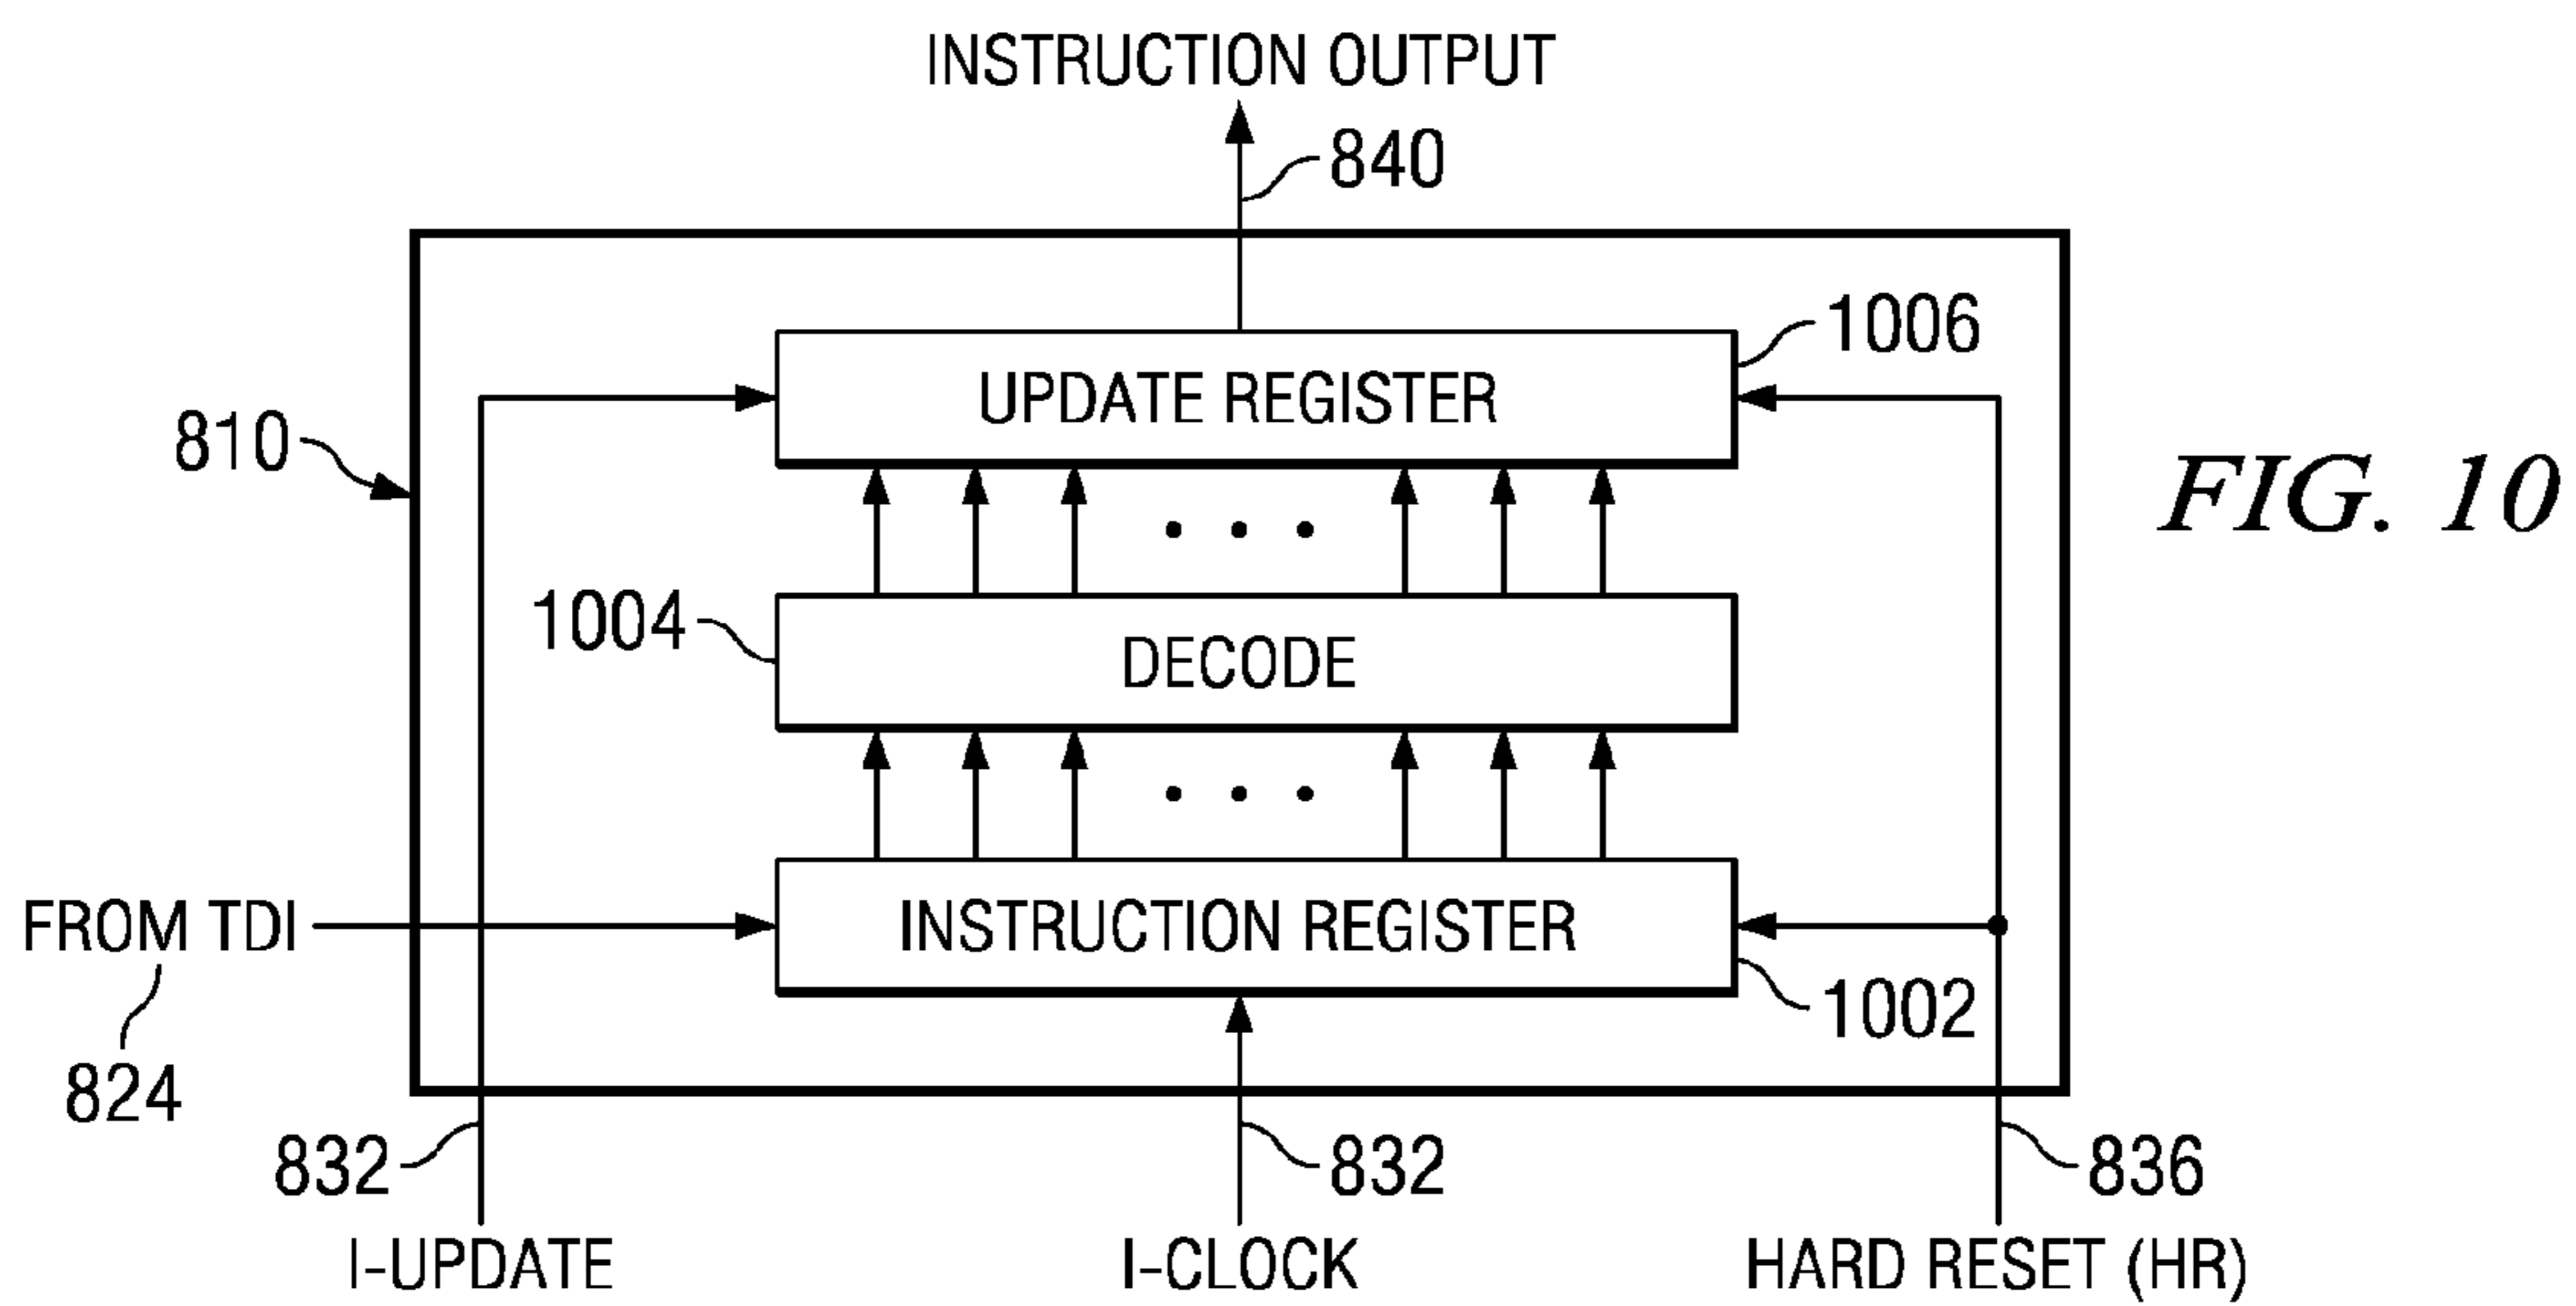 INSTRUCTION OUTPUT
840
1006
UPDATE REGISTER
810
FIG. 10
1004
DECODE
FROM TDI
INSTRUCTION REGISTER
1002
824
832
832
836
I-UPDATE
I-CLOCK
HARD RESET (HR)